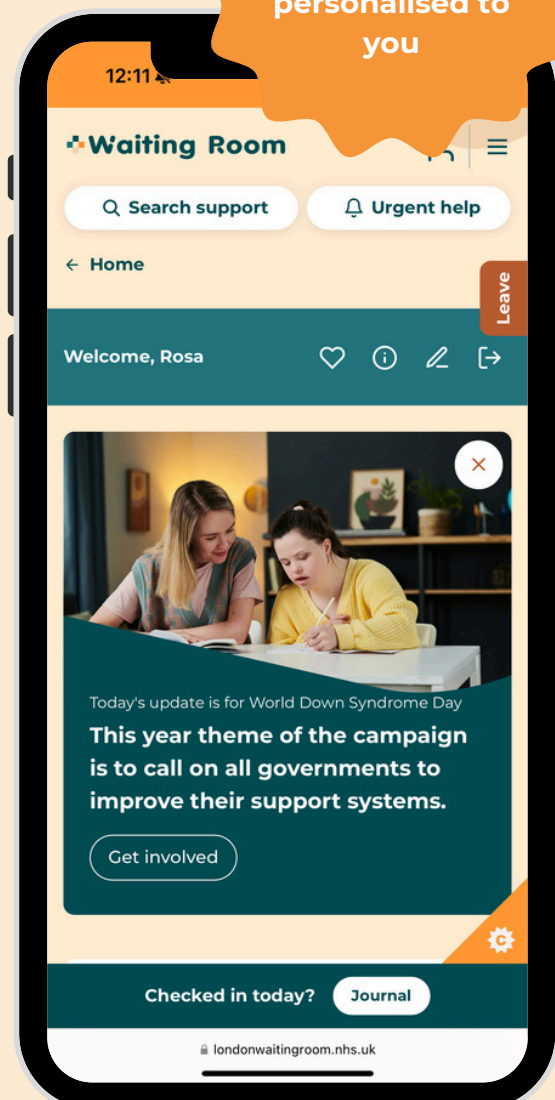 personalised to
you
12:11
Waiting Room
Search support
Urgent help
Home
Leave
Welcome, Rosa
Today's update is for World Down Syndrome Day
This year theme of the campaign
is to call on all governments to
improve their support systems.
Get involved
C
Checked in today?
Journal
londonwaitingroom.nhs.uk